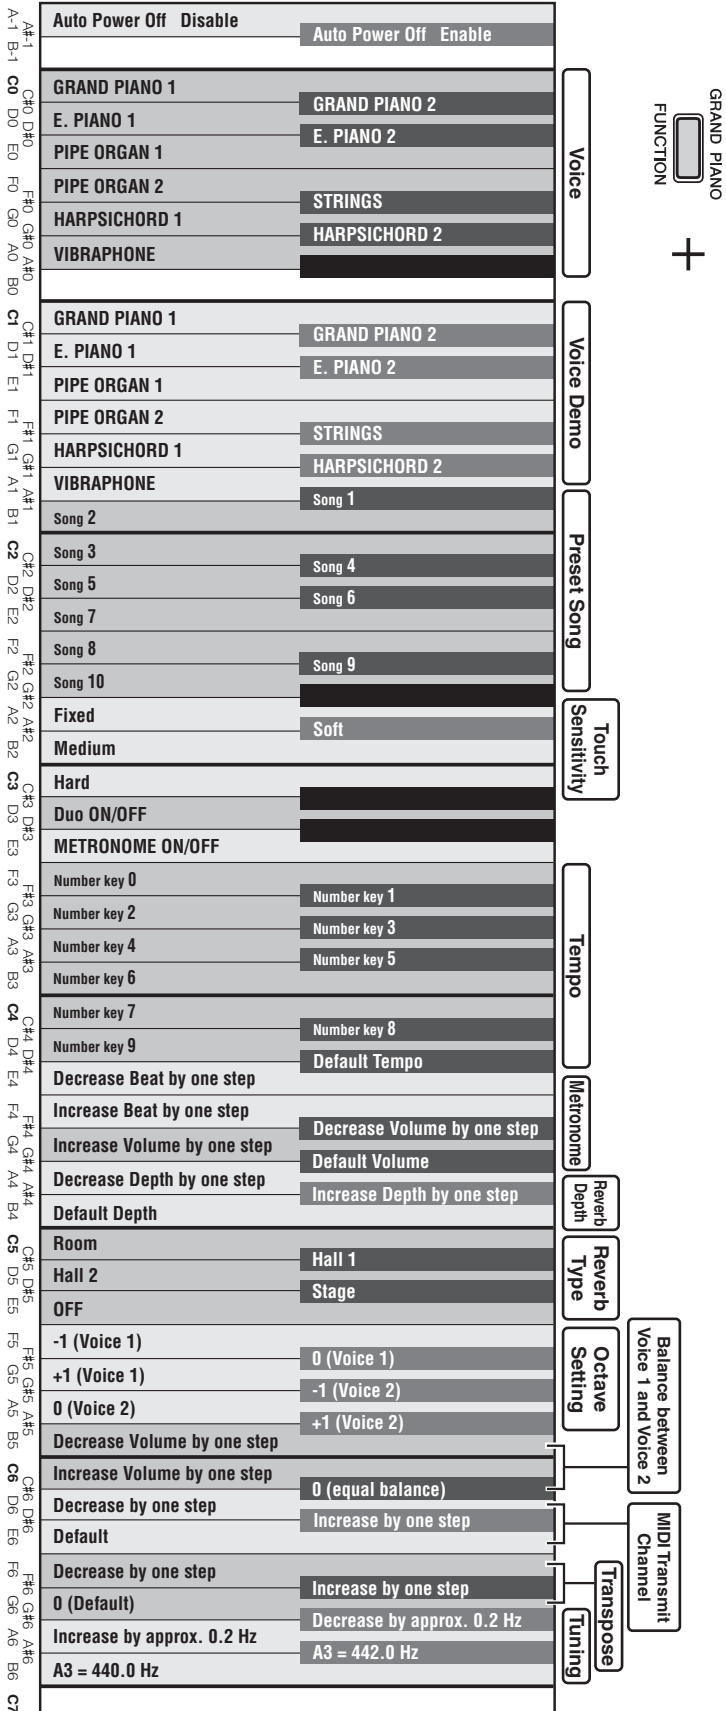 GRAND PIANO
FUNCTION
+
A#-1
A-1 B-1
Auto Power Off Disable
Auto Power Off Enable
Voice
C#0 D#0 F#0 G#0 A#0
C0 D0 E0 F0 G0 A0 B0
GRAND PIANO 1
GRAND PIANO 2
E. PIANO 1
E. PIANO 2
PIPE ORGAN 1
PIPE ORGAN 2
STRINGS
HARPSICHORD 1
HARPSICHORD 2
VIBRAPHONE
Voice Demo
C#1 D#1 F#1 G#1 A#1
C1 D1 E1 F1 G1 A1 B1
GRAND PIANO 1
GRAND PIANO 2
E. PIANO 1
E. PIANO 2
PIPE ORGAN 1
PIPE ORGAN 2
STRINGS
HARPSICHORD 1
HARPSICHORD 2
VIBRAPHONE
Preset Song
Song 1
Song 2
C#2 D#2 F#2 G#2 A#2
C2 D2 E2 F2 G2 A2 B2
Song 3
Song 4
Song 5
Song 6
Song 7
Song 8
Song 9
Song 10
Touch
Sensitivity
Fixed
Soft
Medium
C#3 D#3 F#3 G#3 A#3
C3 D3 E3 F3 G3 A3 B3
Hard
Duo ON/OFF
METRONOME ON/OFF
Tempo
Number key 0
Number key 1
Number key 2
Number key 3
Number key 4
Number key 5
Number key 6
C#4 D#4 F#4 G#4 A#4
C4 D4 E4 F4 G4 A4 B4
Number key 7
Number key 8
Number key 9
Default Tempo
Metronome
Decrease Beat by one step
Increase Beat by one step
Decrease Volume by one step
Increase Volume by one step
Default Volume
Reverb
Depth
Decrease Depth by one step
Increase Depth by one step
Default Depth
Reverb
Type
C#5 D#5 F#5 G#5 A#5
C5 D5 E5 F5 G5 A5 B5
Room
Hall 1
Hall 2
Stage
OFF
Octave
Setting
-1 (Voice 1)
0 (Voice 1)
+1 (Voice 1)
-1 (Voice 2)
0 (Voice 2)
+1 (Voice 2)
Balance between
Voice 1 and Voice 2
Decrease Volume by one step
C#6 D#6 F#6 G#6 A#6
C6 D6 E6 F6 G6 A6 B6 C7
Increase Volume by one step
0 (equal balance)
MIDI Transmit
Channel
Decrease by one step
Increase by one step
Default
Transpose
Decrease by one step
Increase by one step
0 (Default)
Tuning
Decrease by approx. 0.2 Hz
Increase by approx. 0.2 Hz
A3 = 442.0 Hz
A3 = 440.0 Hz